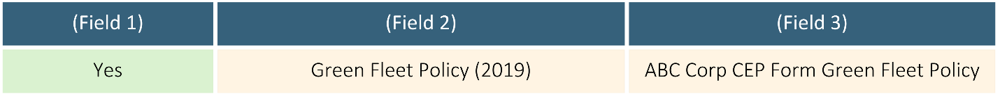 (Field 1) (Field 2) (Field 3)
Yes Green Fleet Policy (2019) ABC Corp CEP Form Green Fleet Policy